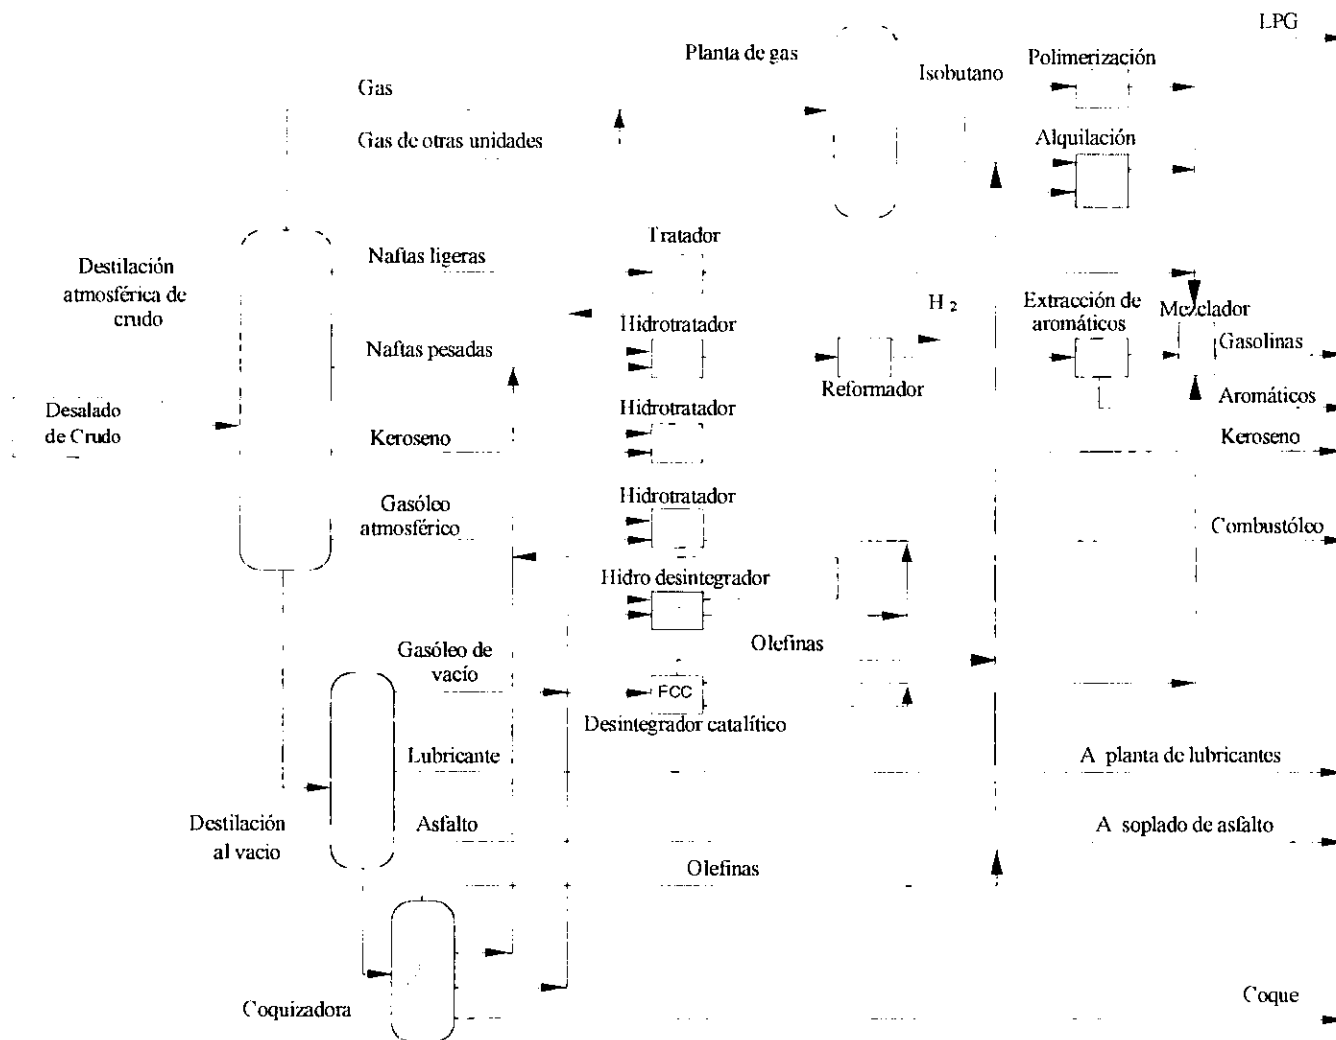 LPG
Planta de gas
Isobutano
Polimerización
Gas
Gas de otras unidades
Alquilación
Tratador
Naftas ligeras
Destilación
atmosférica de
crudo
H 2
Extracción de
aromáticos
Mezclador
Hidrotratador
Gasolinas
Naftas pesadas
Reformador
Aromáticos
Desalado
de Crudo
Hidrotratador
Keroseno
Keroseno
Hidrotratador
Gasóleo
atmosférico
Combustóleo
Hidro desintegrador
Olefinas
Gasóleo de
vacío
FCC
Desintegrador catalítico
Lubricante
A planta de lubricantes
Destilación
al vacio
Asfalto
A soplado de asfalto
Olefinas
Coquizadora
Coque